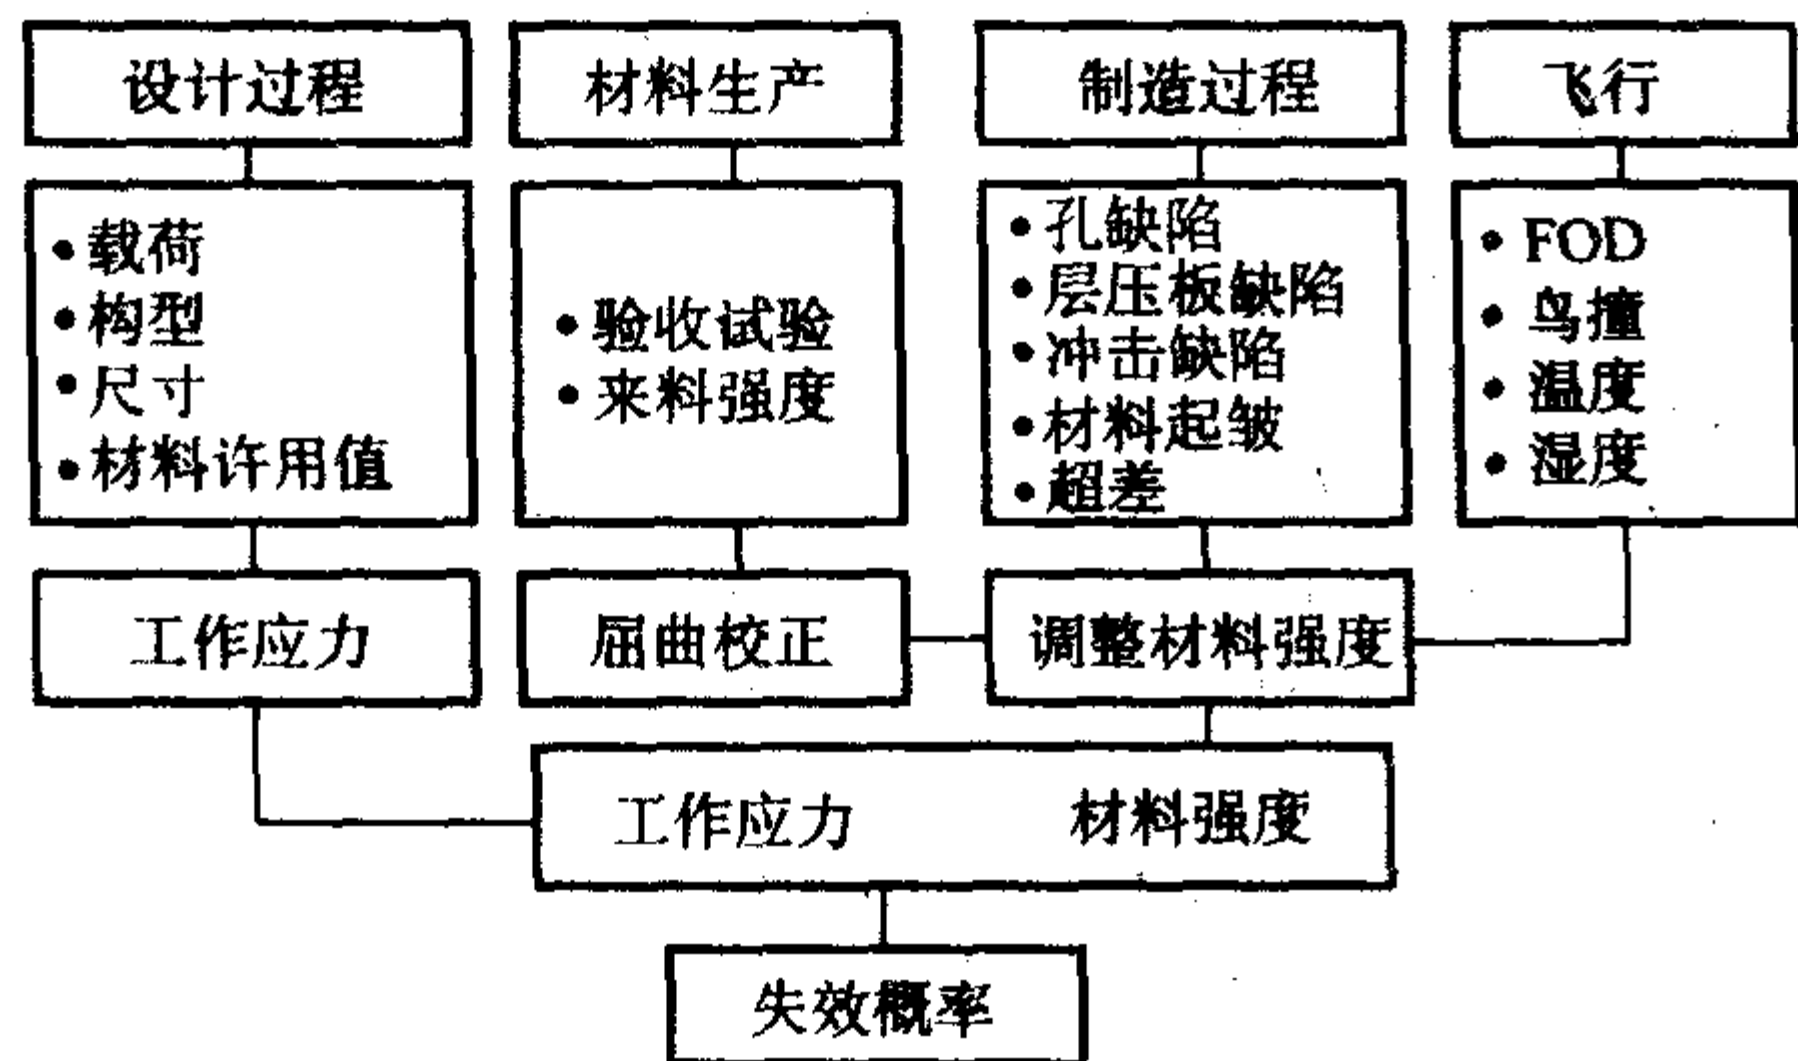 设计过程
材料生产
制造过程
飞行
•载荷
•构型
•尺寸
•材料许用值
•验收试验
•来料强度
•孔缺陷
•层压板缺陷
•冲击缺陷
•材料起皱
•超差
• FOD
• 鸟撞
• 温度
• 湿度
工作应力
屈曲校正
调整材料强度
工作应力 材料强度
失效概率